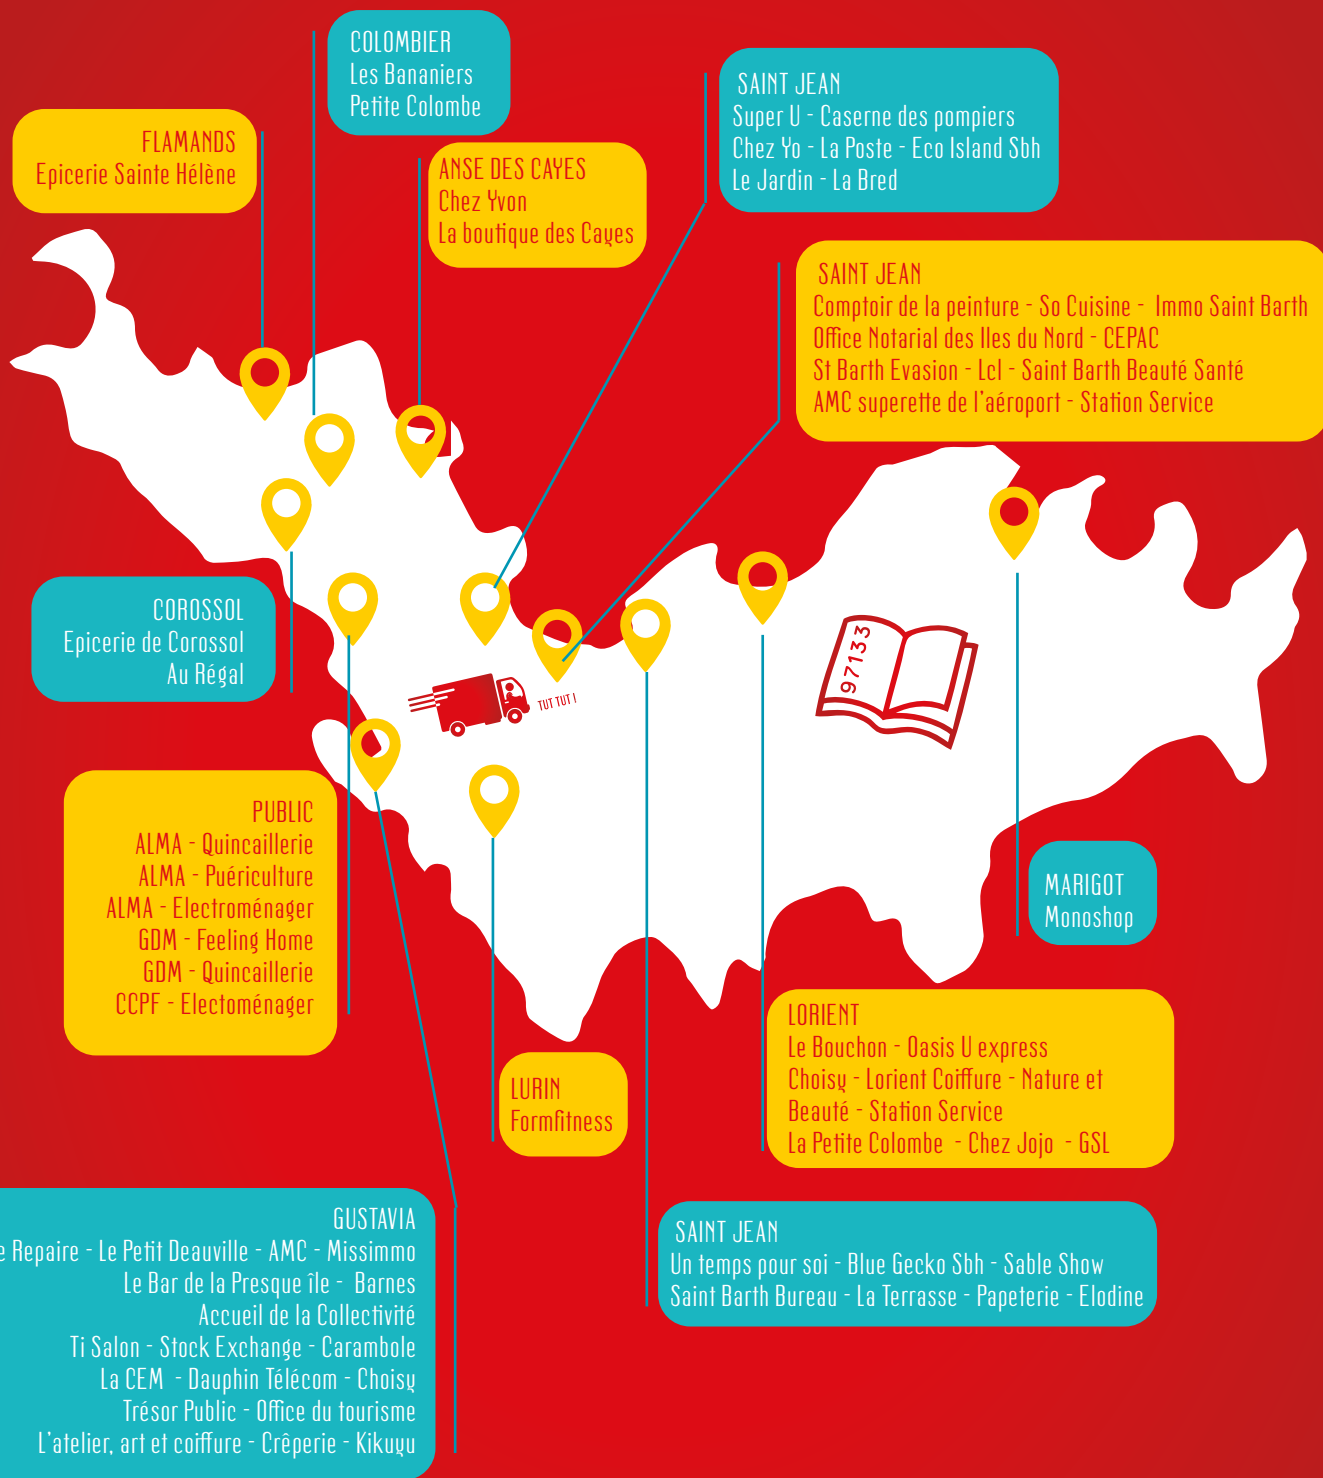 COLOMBIER
Les Bananiers
Petite Colombe
SAINT JEAN
Super U - Caserne des pompiers
Chez Yo - La Poste - Eco Island Sbh
Le Jardin - La Bred
FLAMANDS
Epicerie Sainte Hélène
ANSE DES CAYES
Chez Yvon
La boutique des Cayes
SAINT JEAN
Comptoir de la peinture - So Cuisine - Immo Saint Barth
Office Notarial des Iles du Nord - CEPAC
St Barth Evasion - Lcl - Saint Barth Beauté Santé
AMC superette de l'aéroport - Station Service
COROSSOL
Epicerie de Corossol
Au Régal
97133
TUT TUT !
PUBLIC
ALMA - Quincaillerie
ALMA - Puériculture
ALMA - Electroménager
GDM - Feeling Home
GDM - Quincaillerie
CCPF - Electoménager
MARIGOT
Monoshop
LORIENT
Le Bouchon - Oasis U express
Choisy - Lorient Coiffure - Nature et
Beauté - Station Service
La Petite Colombe - Chez Jojo - GSL
LURIN
Formfitness
GUSTAVIA
e Repaire - Le Petit Deauville - AMC - Missimmo
Le Bar de la Presque île - Barnes
Accueil de la Collectivité
Ti Salon - Stock Exchange - Carambole
La CEM - Dauphin Télécom - Choisy
Trésor Public - Office du tourisme
L'atelier, art et coiffure - Crêperie - Kikuyu
SAINT JEAN
Un temps pour soi - Blue Gecko Sbh - Sable Show
Saint Barth Bureau - La Terrasse - Papeterie - Elodine